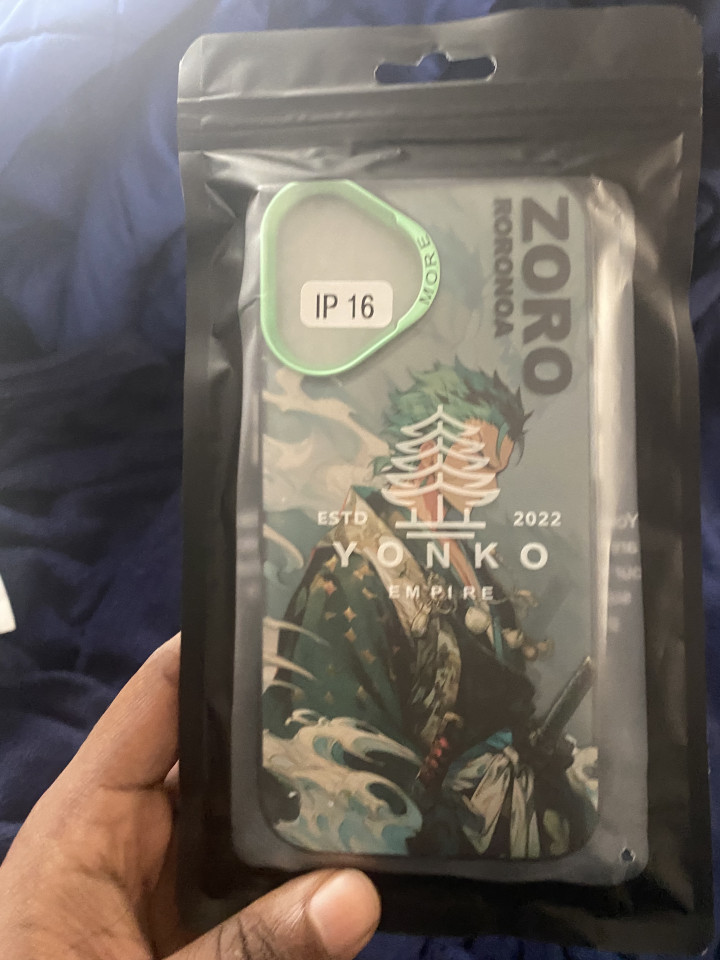 ZORO
RORONOA
MORE
IP 16
ESTD 2022
YONKO
EMPIRE